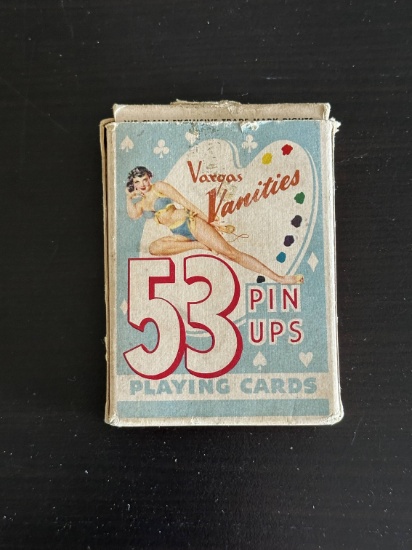 Vargas
Vanities
53
PIN
UPS
PLAYING CARDS